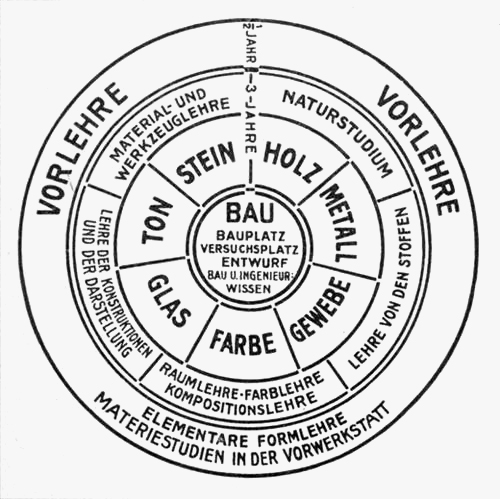 VORLEHRE
VORLEHRE
½ JAHR
1-3-JAHRE
ELEMENTARE FORMLEHRE
MATERIESTUDIEN IN DER VORWERKSTATT
MATERIAL- UND
WERKZEUGLEHRE
NATURSTUDIUM
LEHRE VON DEN STOFFEN
RAUMLEHRE·FARBLEHRE
KOMPOSITIONSLEHRE
LEHRE DER KONSTRUKTIONEN
UND DER DARSTELLUNG
STEIN
HOLZ
METALL
GEWEBE
FARBE
GLAS
TON
BAU
BAUPLATZ
VERSUCHSPLATZ
ENTWURF
BAU U. INGENIEUR-
WISSEN